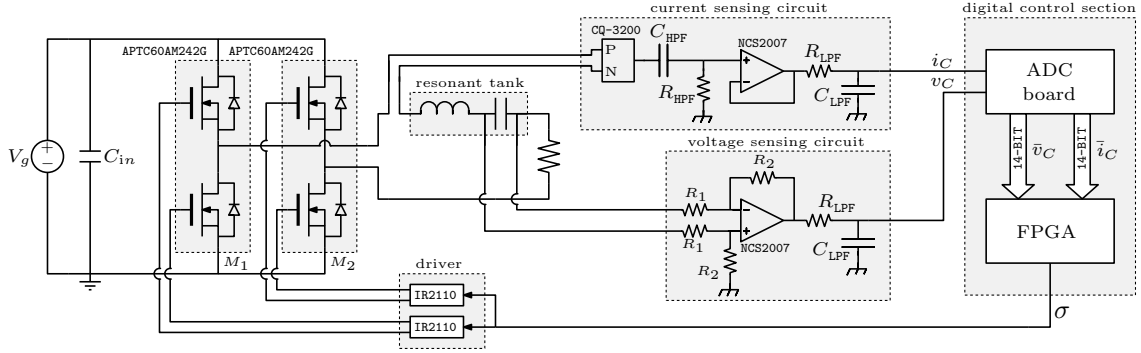 current sensing circuit
digital control section
APTC60AM242G
APTC60AM242G
CQ-3200
C_HPF
NCS2007
P
N
R_HPF
R_LPF
C_LPF
i_C
v_C
ADC
board
resonant tank
V_g
+
−
C_in
voltage sensing circuit
R_2
R_1
R_1
R_2
NCS2007
R_LPF
C_LPF
14-BIT
v̄_C
14-BIT
ī_C
FPGA
M_1
M_2
driver
IR2110
IR2110
σ